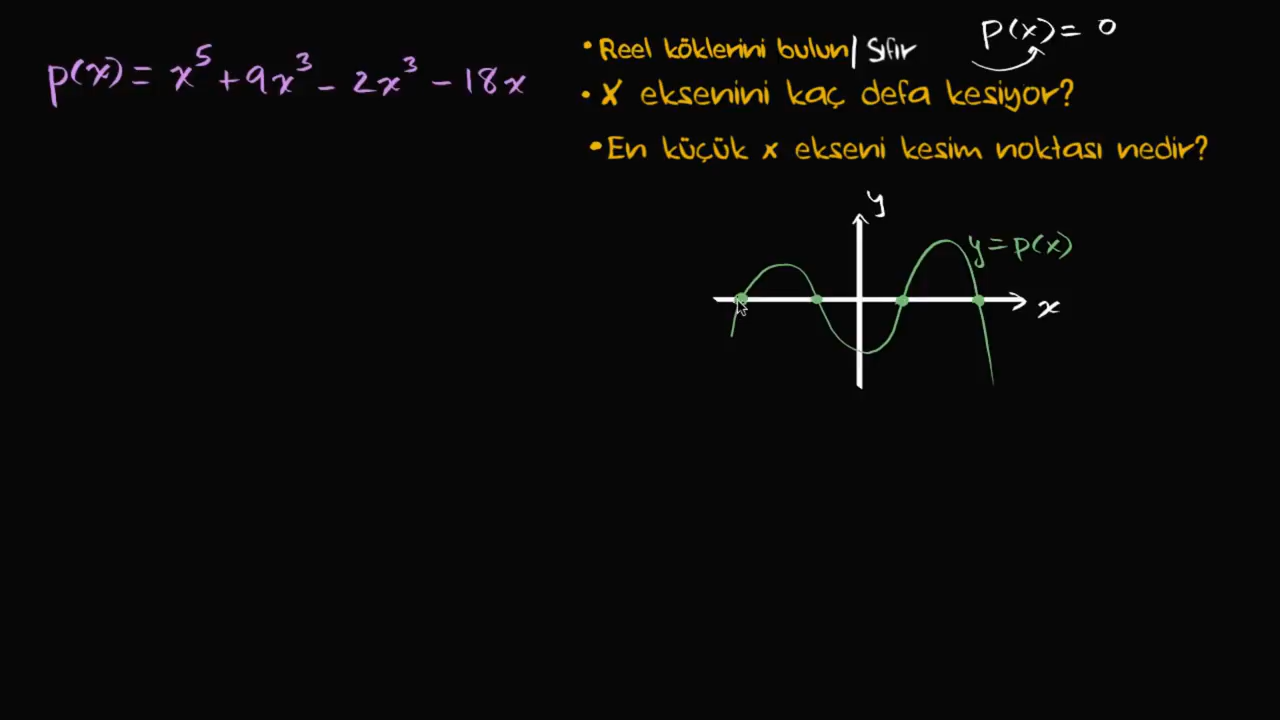 p(x) = x⁵ + 9x³ - 2x³ - 18x
• Reel köklerini bulun / Sıfır
p(x) = 0
• X eksenini kaç defa kesiyor?
• En küçük x ekseni kesim noktası nedir?
y
y = p(x)
x